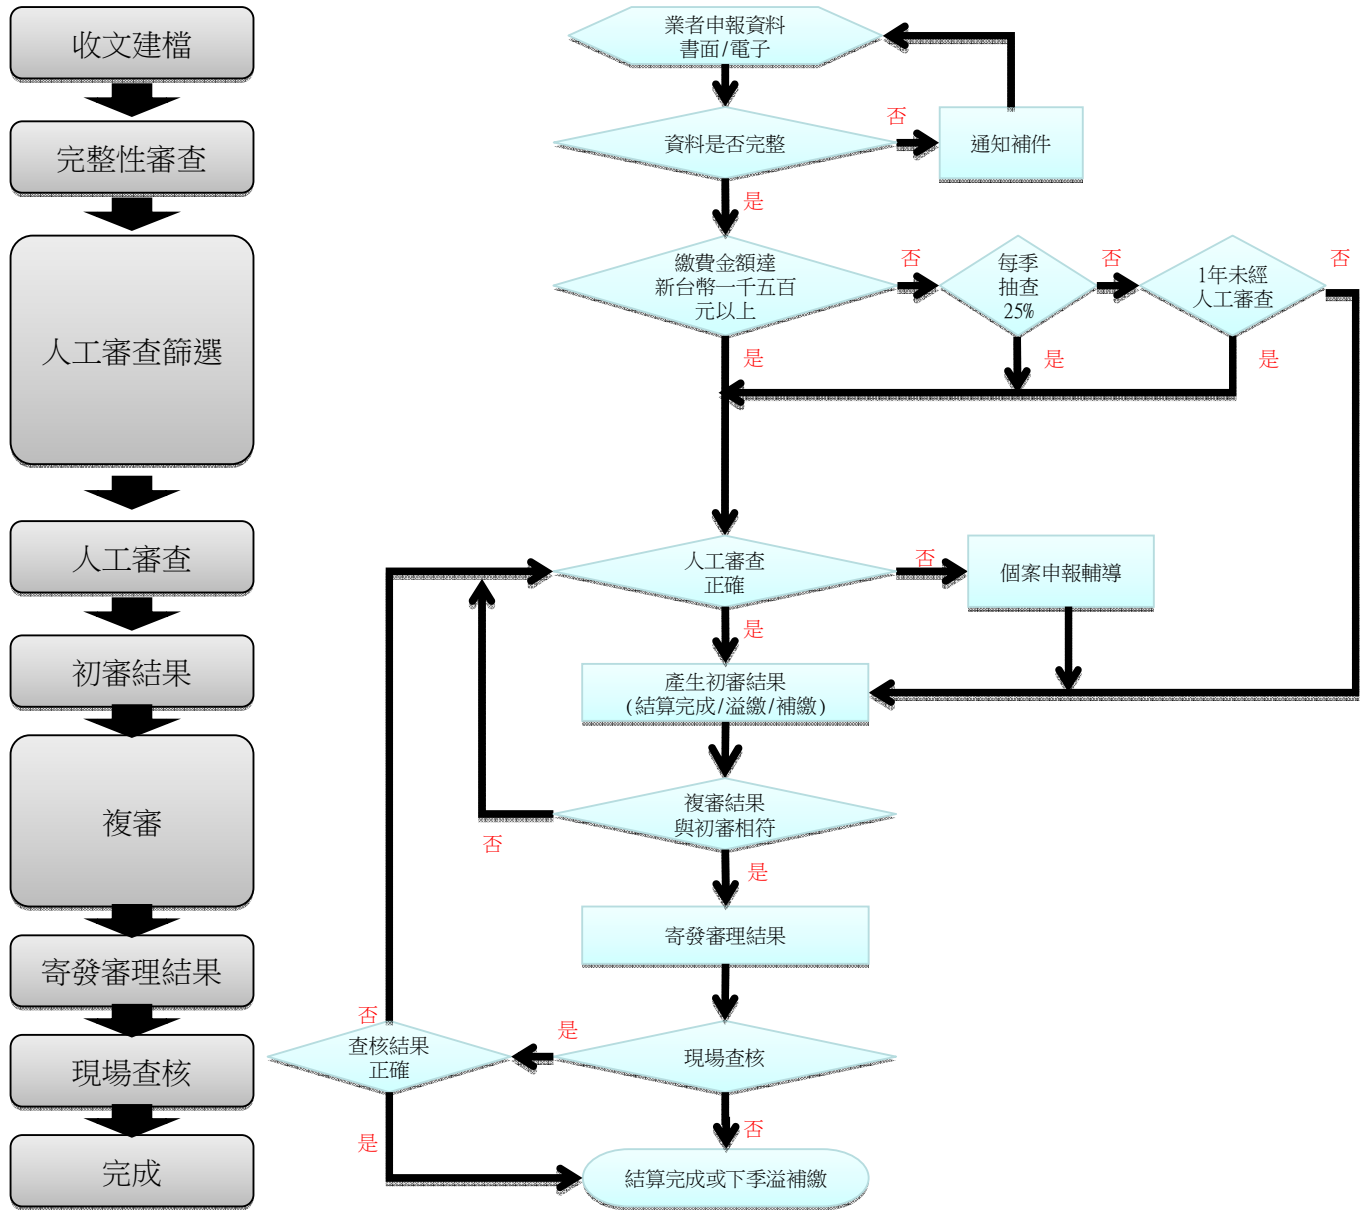 收文建檔
完整性審查
人工審查篩選
人工審查
初審結果
複審
寄發審理結果
現場查核
完成
業者申報資料
書面/電子
資料是否完整
否
通知補件
是
繳費金額達
新台幣一千五百
元以上
否
每季
抽查
25%
否
1年未經
人工審查
否
是
是
是
人工審查
正確
否
個案申報輔導
是
產生初審結果
(結算完成/溢繳/補繳)
複審結果
與初審相符
否
是
寄發審理結果
現場查核
是
查核結果
正確
否
是
否
結算完成或下季溢補繳